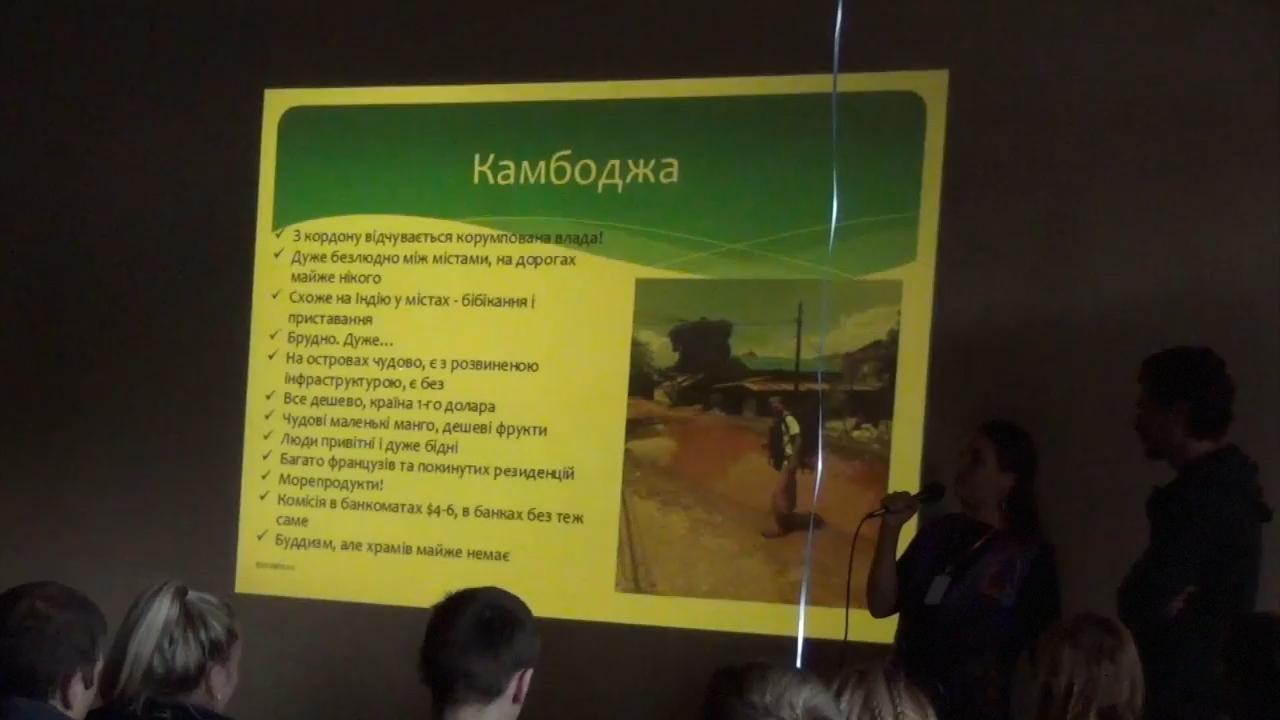 Камбоджа
З кордону відчувається корумпована влада!
Дуже безлюдно між містами, на дорогах
майже нікого
Схоже на Індію у містах - бібікання і
приставання
Брудно. Дуже...
На островах чудово, є з розвиненою
інфраструктурою, є без
Все дешево, країна 1-го долара
Чудові маленькі манго, дешеві фрукти
Люди привітні і дуже бідні
Багато французів та покинутих резиденцій
Морепродукти!
Комісія в банкоматах $4-6, в банках без теж
саме
Буддизм, але храмів майже немає